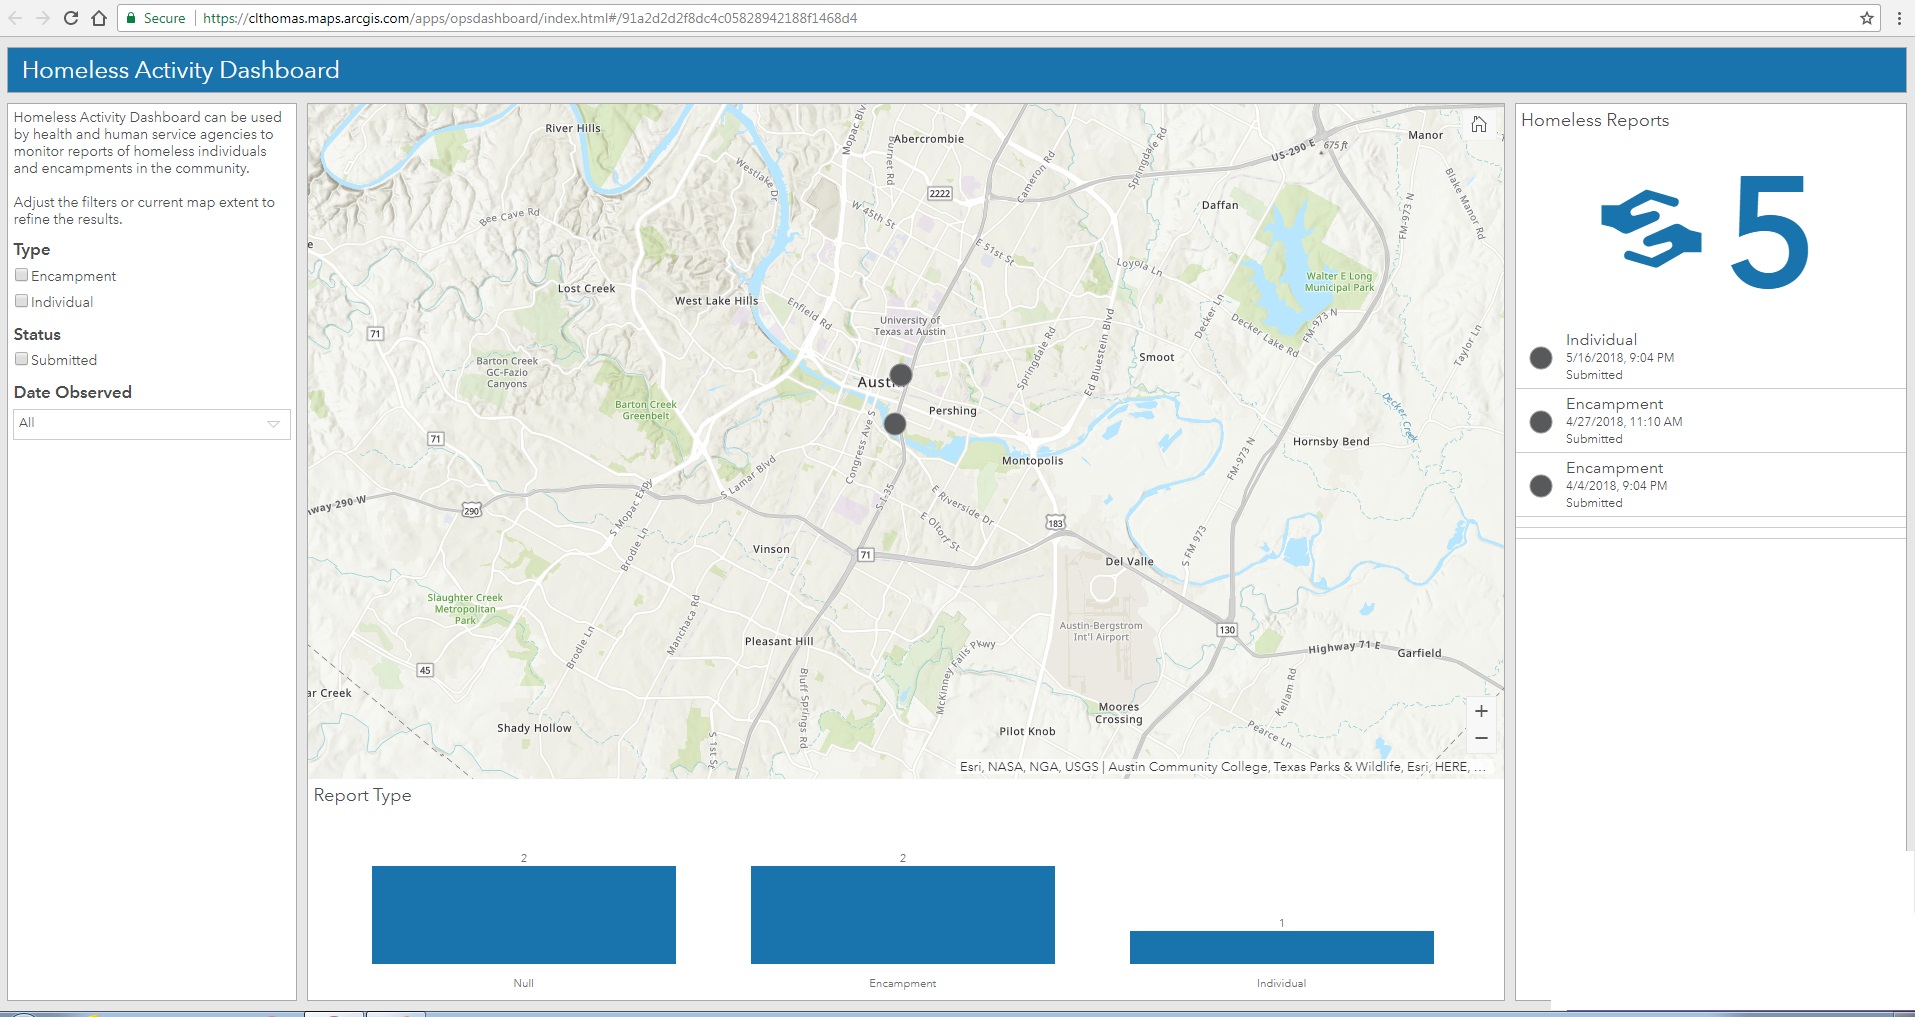 Secure | https://clthomas.maps.arcgis.com/apps/opsdashboard/index.html#/91a2d2d2f8dc4c05828942188f1468d4
Homeless Activity Dashboard
Homeless Activity Dashboard can be used
by health and human service agencies to
monitor reports of homeless individuals
and encampments in the community.
Adjust the filters or current map extent to
refine the results.
Type
Encampment
Individual
Status
Submitted
Date Observed
All
River Hills
Mopac Blv
Burnet Rd
Abercrombie
Cameron Rd
Springdale Rd
US-290 E
675 ft
Manor
Blake Manor Rd
Westlake Dr
2222
Bee Cave Rd
W 45th St
Daffan
FM-973 N
E 51st St
e
Loyola Ln
Walter E Long
Municipal Park
Lost Creek
West Lake Hills
Enfield Rd
University of
Texas at Austin
Springdale Rd
Ed Bluestein Blvd
Decker Ln
Decker Lake Rd
FM-973 N
Taylor Ln
71
Barton Creek
GC-Fazio
Canyons
Smoot
Aust
Barton Creek
Greenbelt
Pershing
Decker Creek
71
Congress Ave S
Hornsby Bend
Montopolis
FM-973 N
S Lamar Blvd
hway 290 W
290
S Mopac Expy
S I-35
E Riverside Dr
E Oltorf St
183
S FM 973
Brodie Ln
Vinson
71
Del Valle
Slaughter Creek
Metropolitan
Park
Manchaca Rd
Austin-Bergstrom
Int'l Airport
130
Pleasant Hill
Brodie Ln
McKinney Falls Pkwy
Highway 71 E
Garfield
45
Bluff Springs Rd
Kellam Rd
ar Creek
Moores
Crossing
Shady Hollow
S 1st St
Pilot Knob
Pearce Ln
+
−
Esri, NASA, NGA, USGS | Austin Community College, Texas Parks & Wildlife, Esri, HERE, ...
Report Type
2
2
1
Null
Encampment
Individual
Homeless Reports
5
Individual
5/16/2018, 9:04 PM
Submitted
Encampment
4/27/2018, 11:10 AM
Submitted
Encampment
4/4/2018, 9:04 PM
Submitted